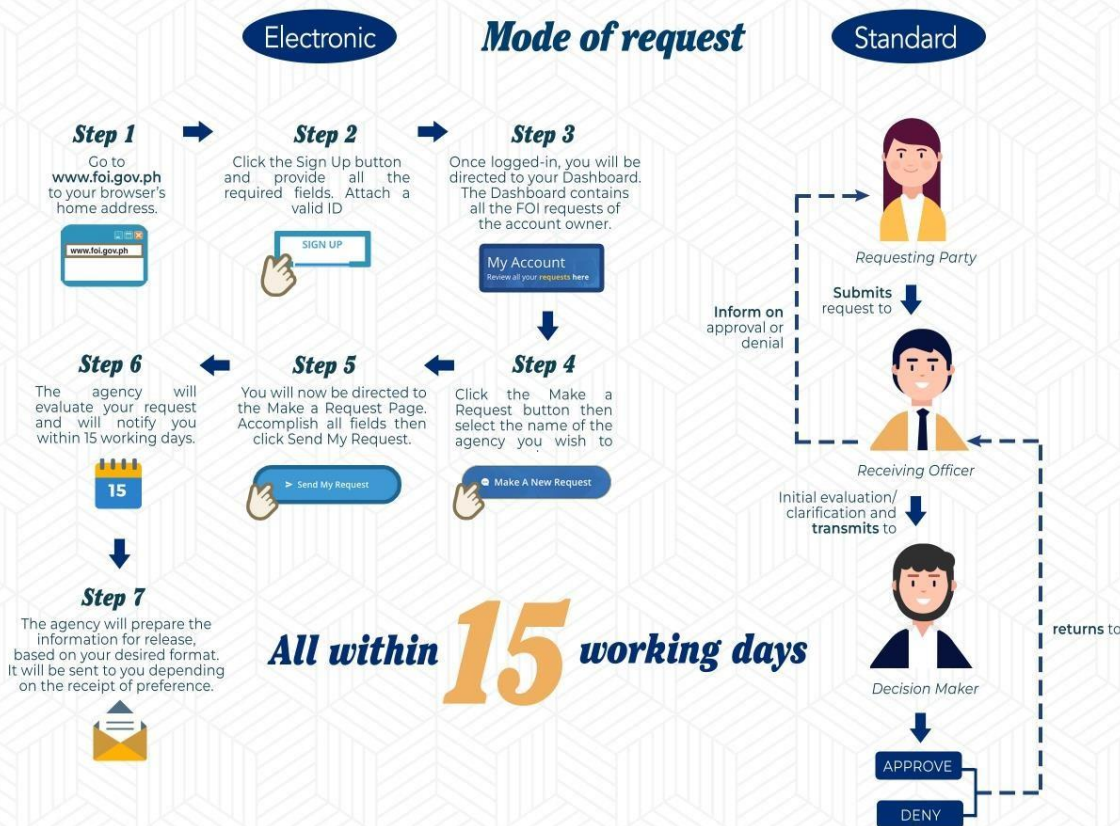 Electronic
Mode of request
Standard
Step 1
Go to
www.foi.gov.ph
to your browser's
home address.
www.foi.gov.ph
Step 2
Click the Sign Up button
and provide all the
required fields. Attach a
valid ID
SIGN UP
Step 3
Once logged-in, you will be
directed to your Dashboard.
The Dashboard contains
all the FOI requests of
the account owner.
My Account
Review all your requests here
Step 4
Click the Make a
Request button then
select the name of the
agency you wish to
Make A New Request
Step 5
You will now be directed to
the Make a Request Page.
Accomplish all fields then
click Send My Request.
Send My Request
Step 6
The agency will
evaluate your request
and will notify you
within 15 working days.
15
Step 7
The agency will prepare the
information for release,
based on your desired format.
It will be sent to you depending
on the receipt of preference.
All within 15 working days
Requesting Party
Submits
request to
Inform on
approval or
denial
Receiving Officer
Initial evaluation/
clarification and
transmits to
Decision Maker
returns to
APPROVE
DENY